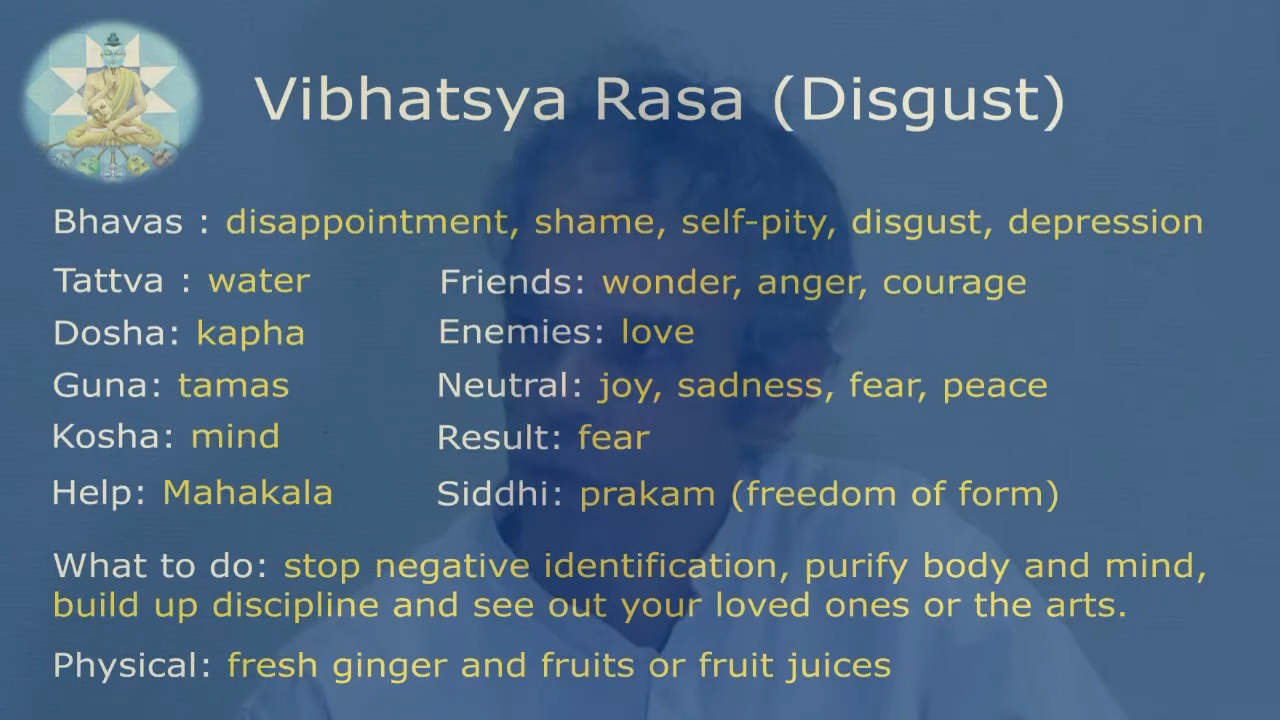 Vibhatsya Rasa (Disgust)
Bhavas : disappointment, shame, self-pity, disgust, depression
Tattva : water
Friends: wonder, anger, courage
Dosha: kapha
Enemies: love
Guna: tamas
Neutral: joy, sadness, fear, peace
Kosha: mind
Result: fear
Help: Mahakala
Siddhi: prakam (freedom of form)
What to do: stop negative identification, purify body and mind,
build up discipline and see out your loved ones or the arts.
Physical: fresh ginger and fruits or fruit juices